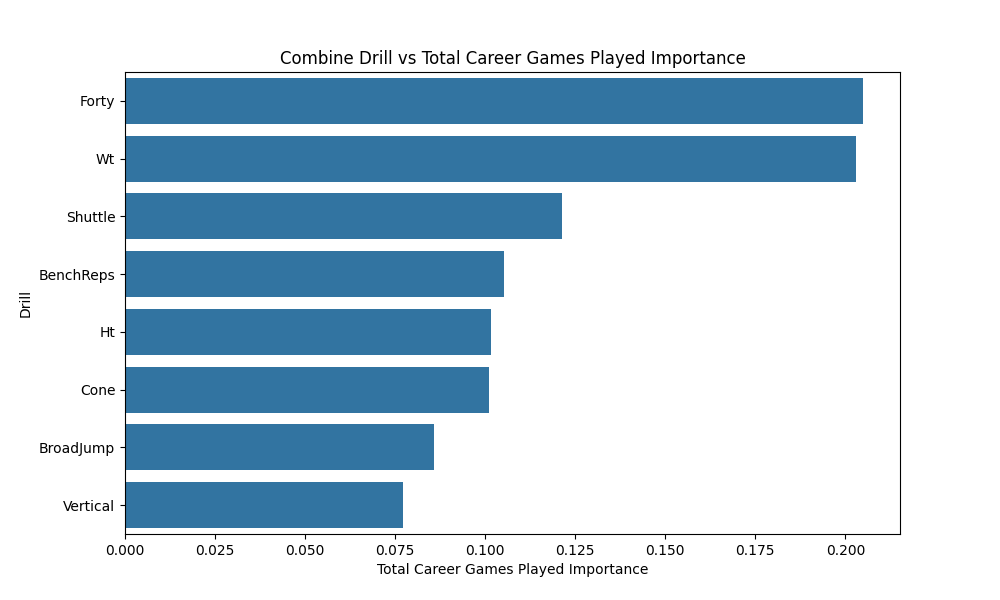 Combine Drill vs Total Career Games Played Importance
Drill
Forty
Wt
Shuttle
BenchReps
Ht
Cone
BroadJump
Vertical
0.000 0.025 0.050 0.075 0.100 0.125 0.150 0.175 0.200
Total Career Games Played Importance